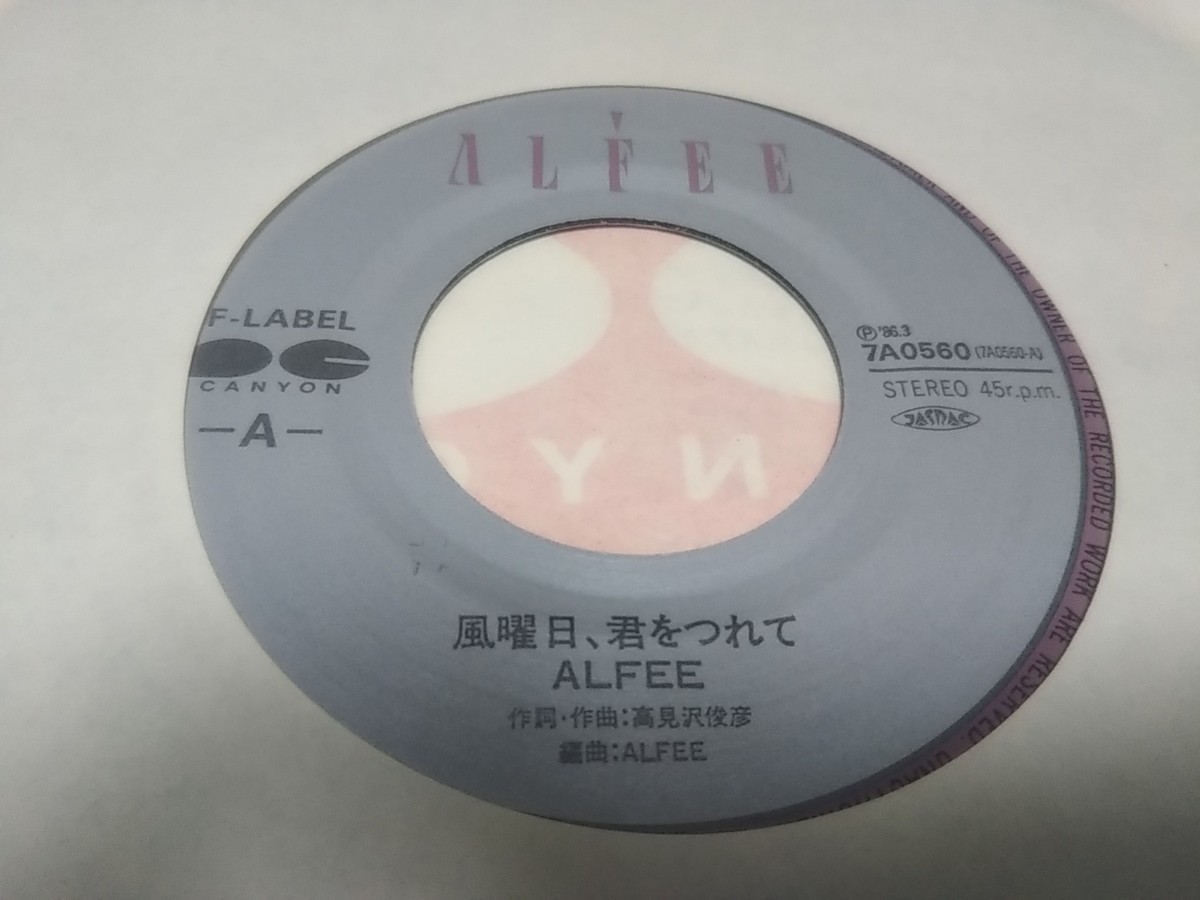 ALFEE
F-LABEL
CANYON
—A—
Ⓟ'86.3
7A0560 (7A0560-A)
STEREO 45r.p.m.
JASRAC
風曜日、君をつれて
ALFEE
作詞・作曲:高見沢俊彦
編曲:ALFEE
OF THE OWNER OF THE RECORDED WORK ARE RESERVED.